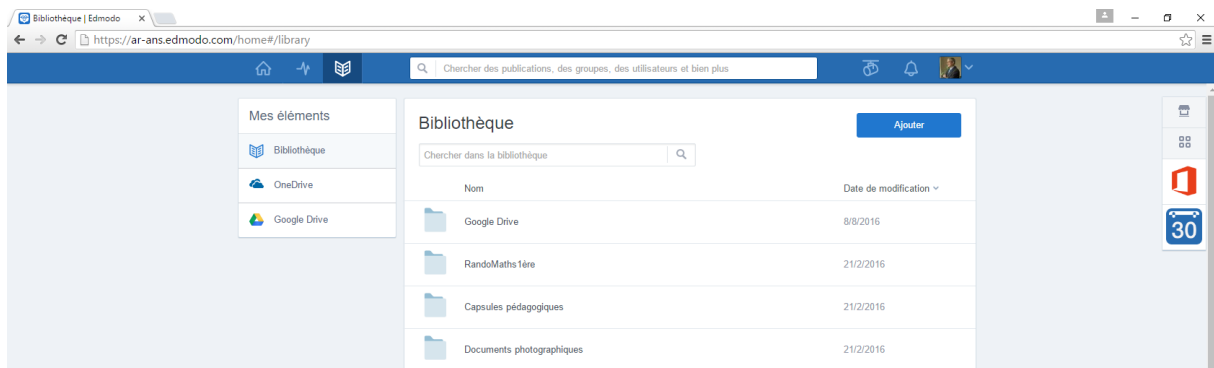 Bibliothèque | Edmodo
https://ar-ans.edmodo.com/home#/library
Chercher des publications, des groupes, des utilisateurs et bien plus
Mes éléments
Bibliothèque
OneDrive
Google Drive
Bibliothèque
Ajouter
Chercher dans la bibliothèque
Nom Date de modification
Google Drive 8/8/2016
RandoMaths1ère 21/2/2016
Capsules pédagogiques 21/2/2016
Documents photographiques 21/2/2016
30